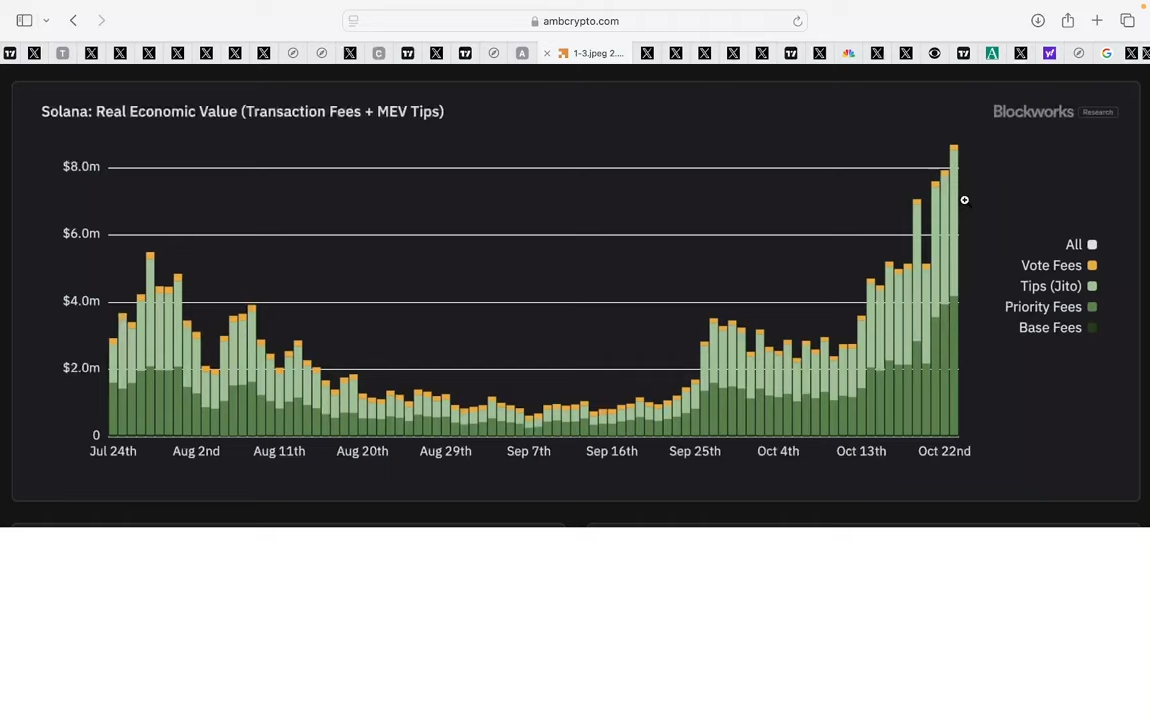 ambcrypto.com
T
C
A
1-3.jpeg 2....
A
y!
G
Solana: Real Economic Value (Transaction Fees + MEV Tips)
Blockworks Research
$8.0m
$6.0m
$4.0m
$2.0m
0
Jul 24th Aug 2nd Aug 11th Aug 20th Aug 29th Sep 7th Sep 16th Sep 25th Oct 4th Oct 13th Oct 22nd
All
Vote Fees
Tips (Jito)
Priority Fees
Base Fees